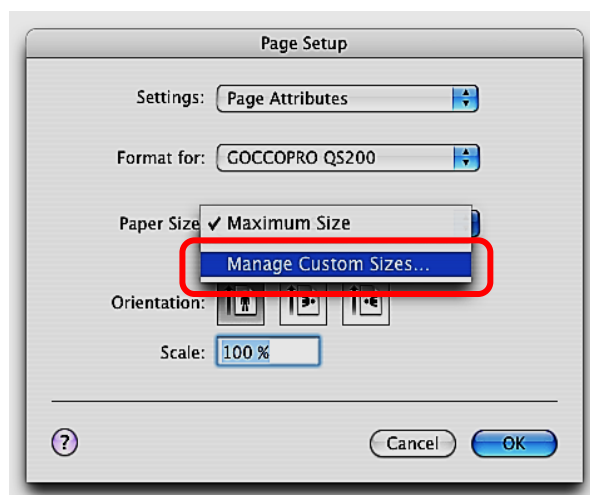 Page Setup
Settings: Page Attributes
Format for: GOCCOPRO QS200
Paper Size ✓ Maximum Size
Manage Custom Sizes...
Orientation:
Scale: 100 %
? Cancel OK